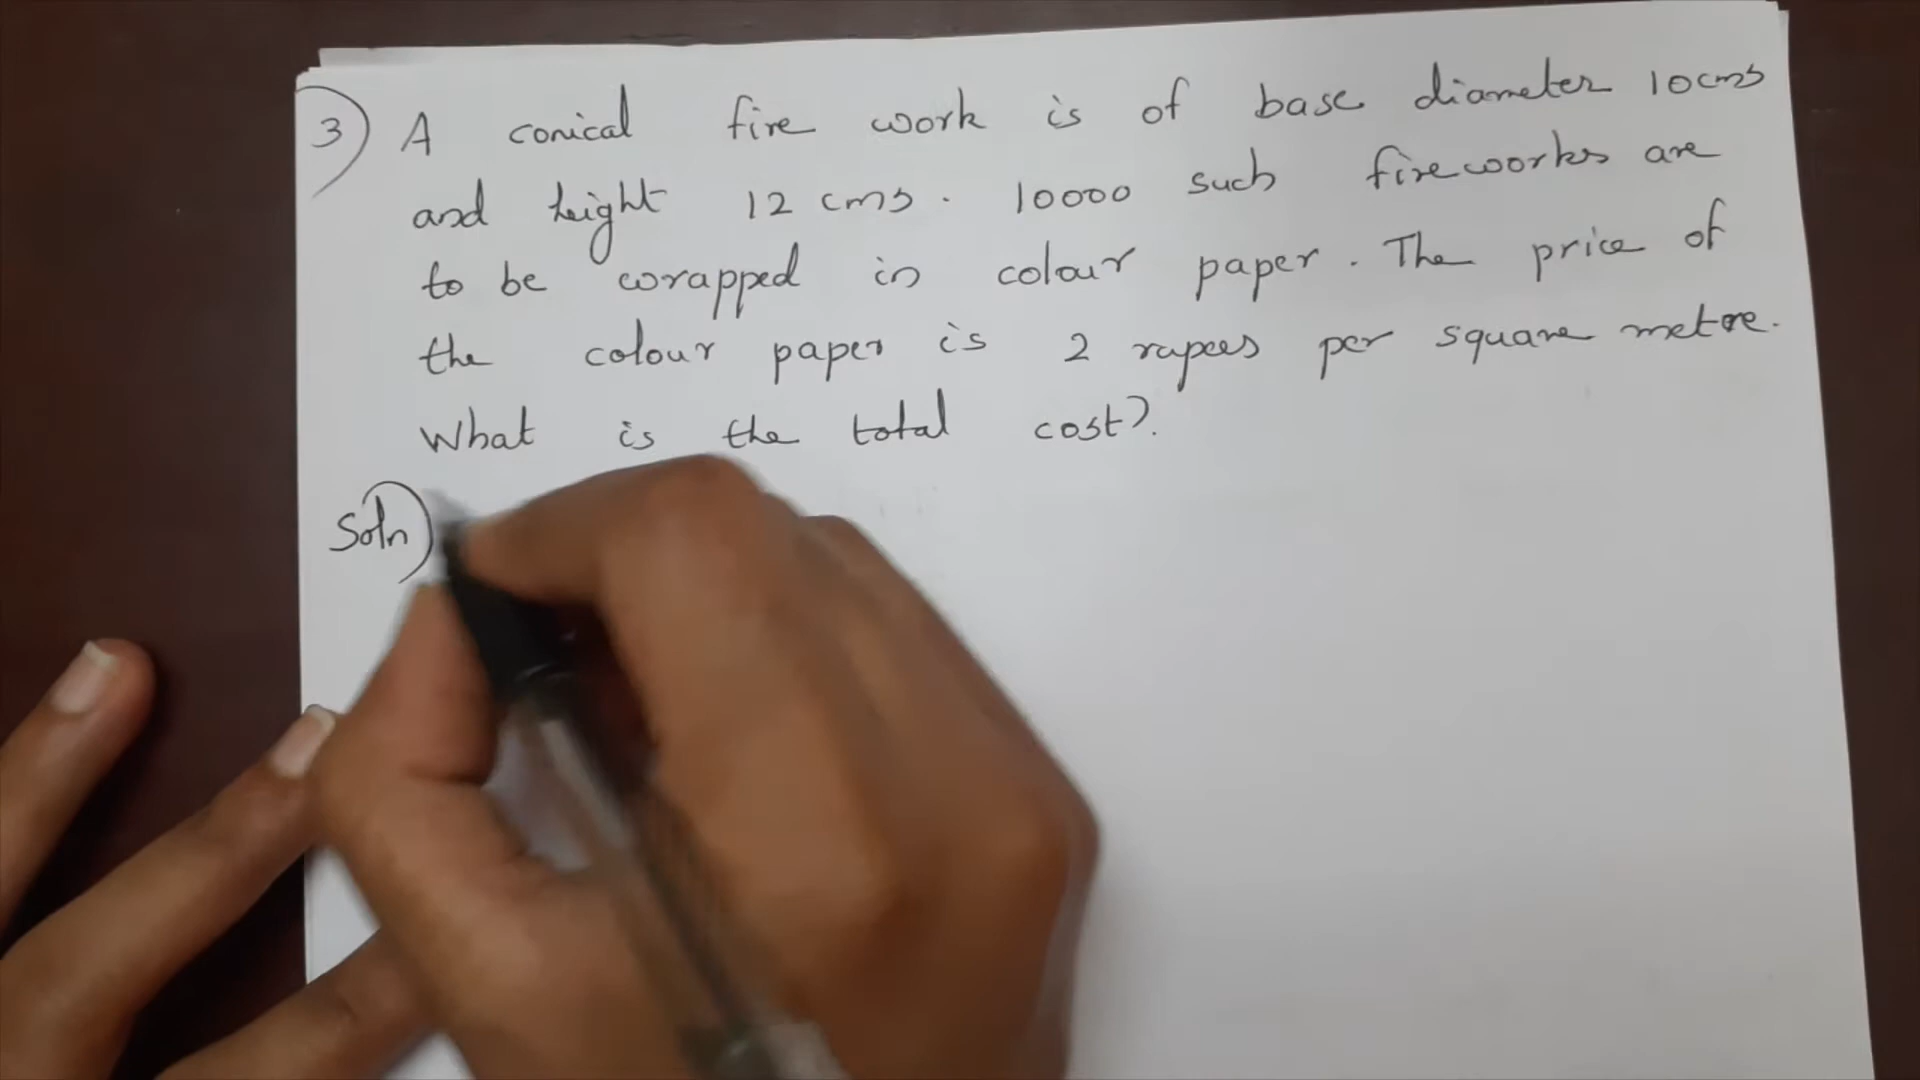 3) A conical fire work is of base diameter 10cms
and height 12 cms. 10000 such fireworks are
to be wrapped in colour paper. The price of
the colour paper is 2 rupees per square metre.
What is the total cost?.
Soln)